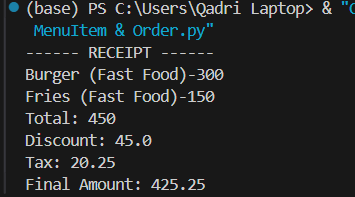 (base) PS C:\Users\Qadri Laptop> & "
MenuItem & Order.py"
------ RECEIPT ------
Burger (Fast Food)-300
Fries (Fast Food)-150
Total: 450
Discount: 45.0
Tax: 20.25
Final Amount: 425.25